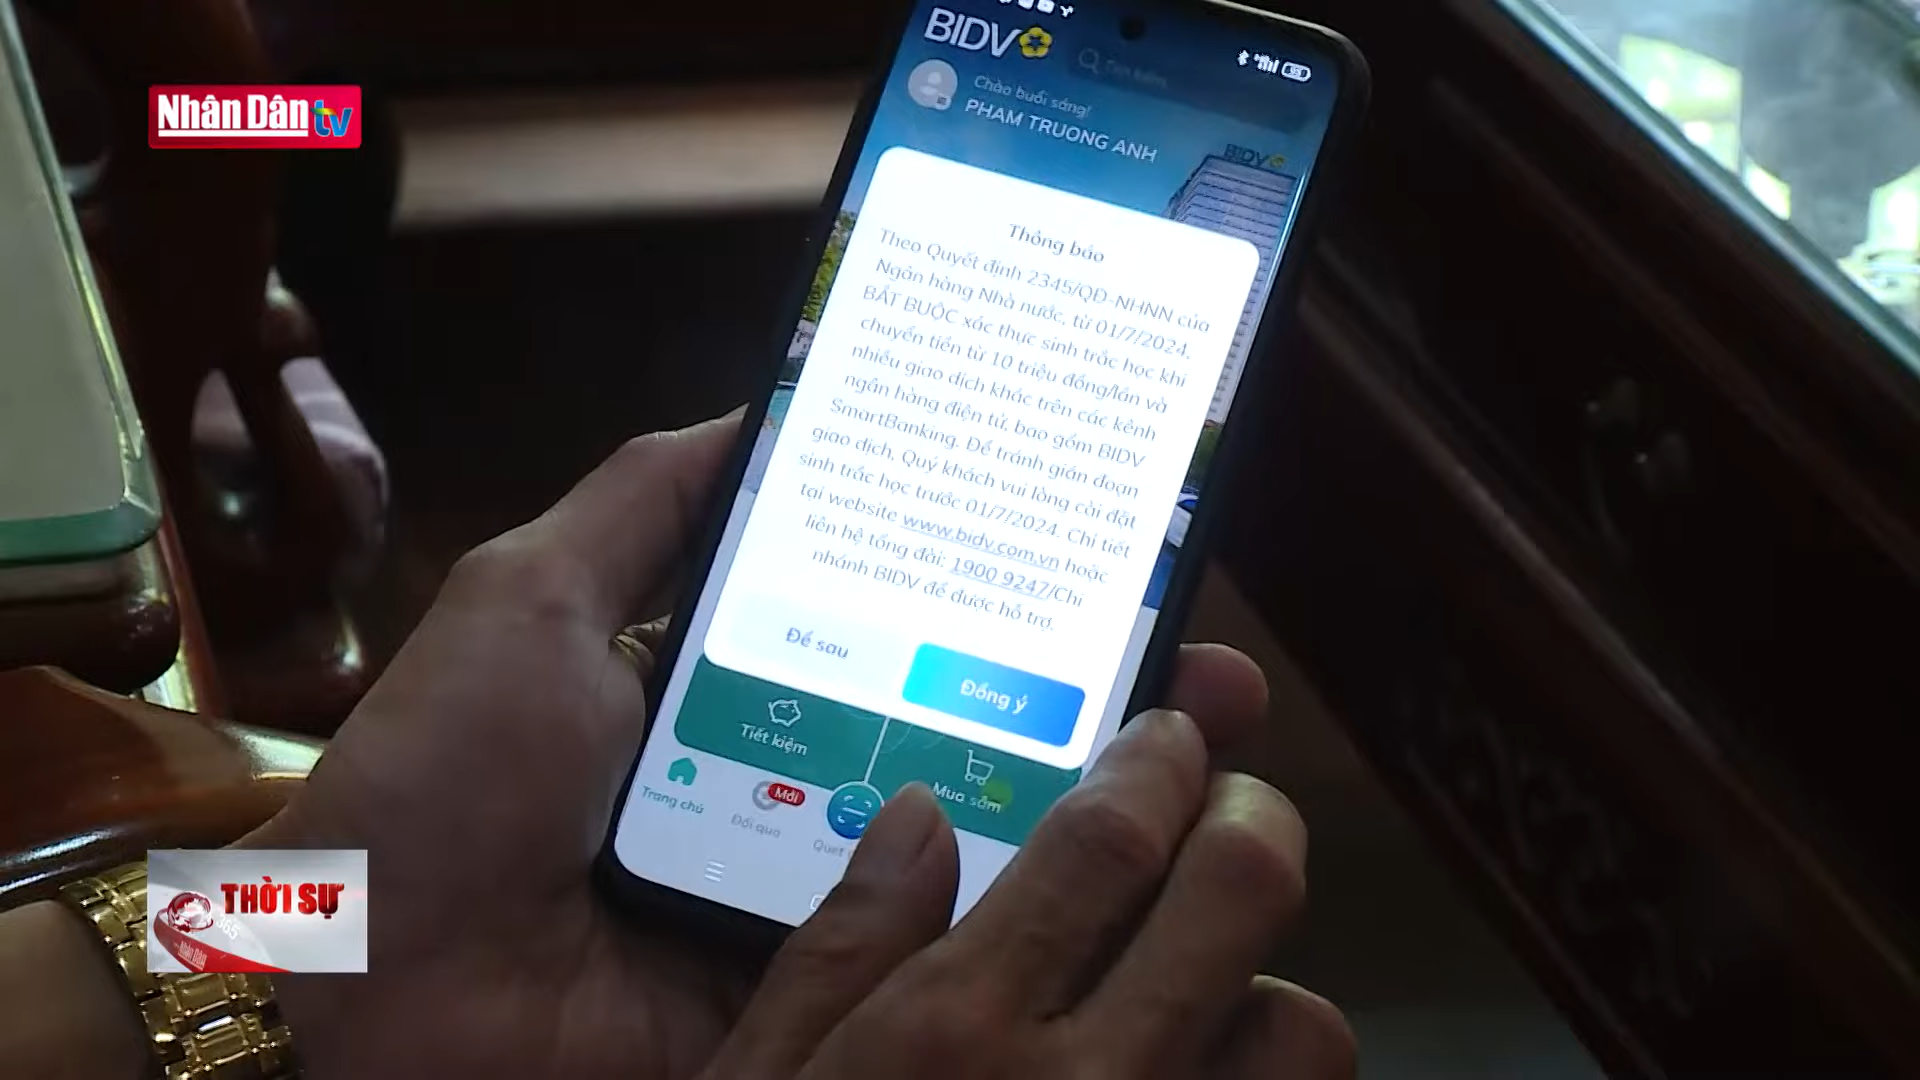 BIDV
Nhân Dân tv
Chào buổi sáng!
PHAM TRUONG ANH
BIDV
Thông báo
Theo Quyết định 2345/QĐ-NHNN của
Ngân hàng Nhà nước, từ 01/7/2024,
BẮT BUỘC xác thực sinh trắc học khi
chuyển tiền từ 10 triệu đồng/lần và
nhiều giao dịch khác trên các kênh
ngân hàng điện tử, bao gồm BIDV
SmartBanking. Để tránh gián đoạn
giao dịch, Quý khách vui lòng cài đặt
sinh trắc học trước 01/7/2024. Chi tiết
tại website www.bidv.com.vn hoặc
liên hệ tổng đài: 1900 9247/Chi
nhánh BIDV để được hỗ trợ.
Để sau
Đồng ý
Tiết kiệm
Mua sắm
Trang chủ
Mới
Đổi quà
Quét
THỜI SỰ
365
NHÂN DÂN